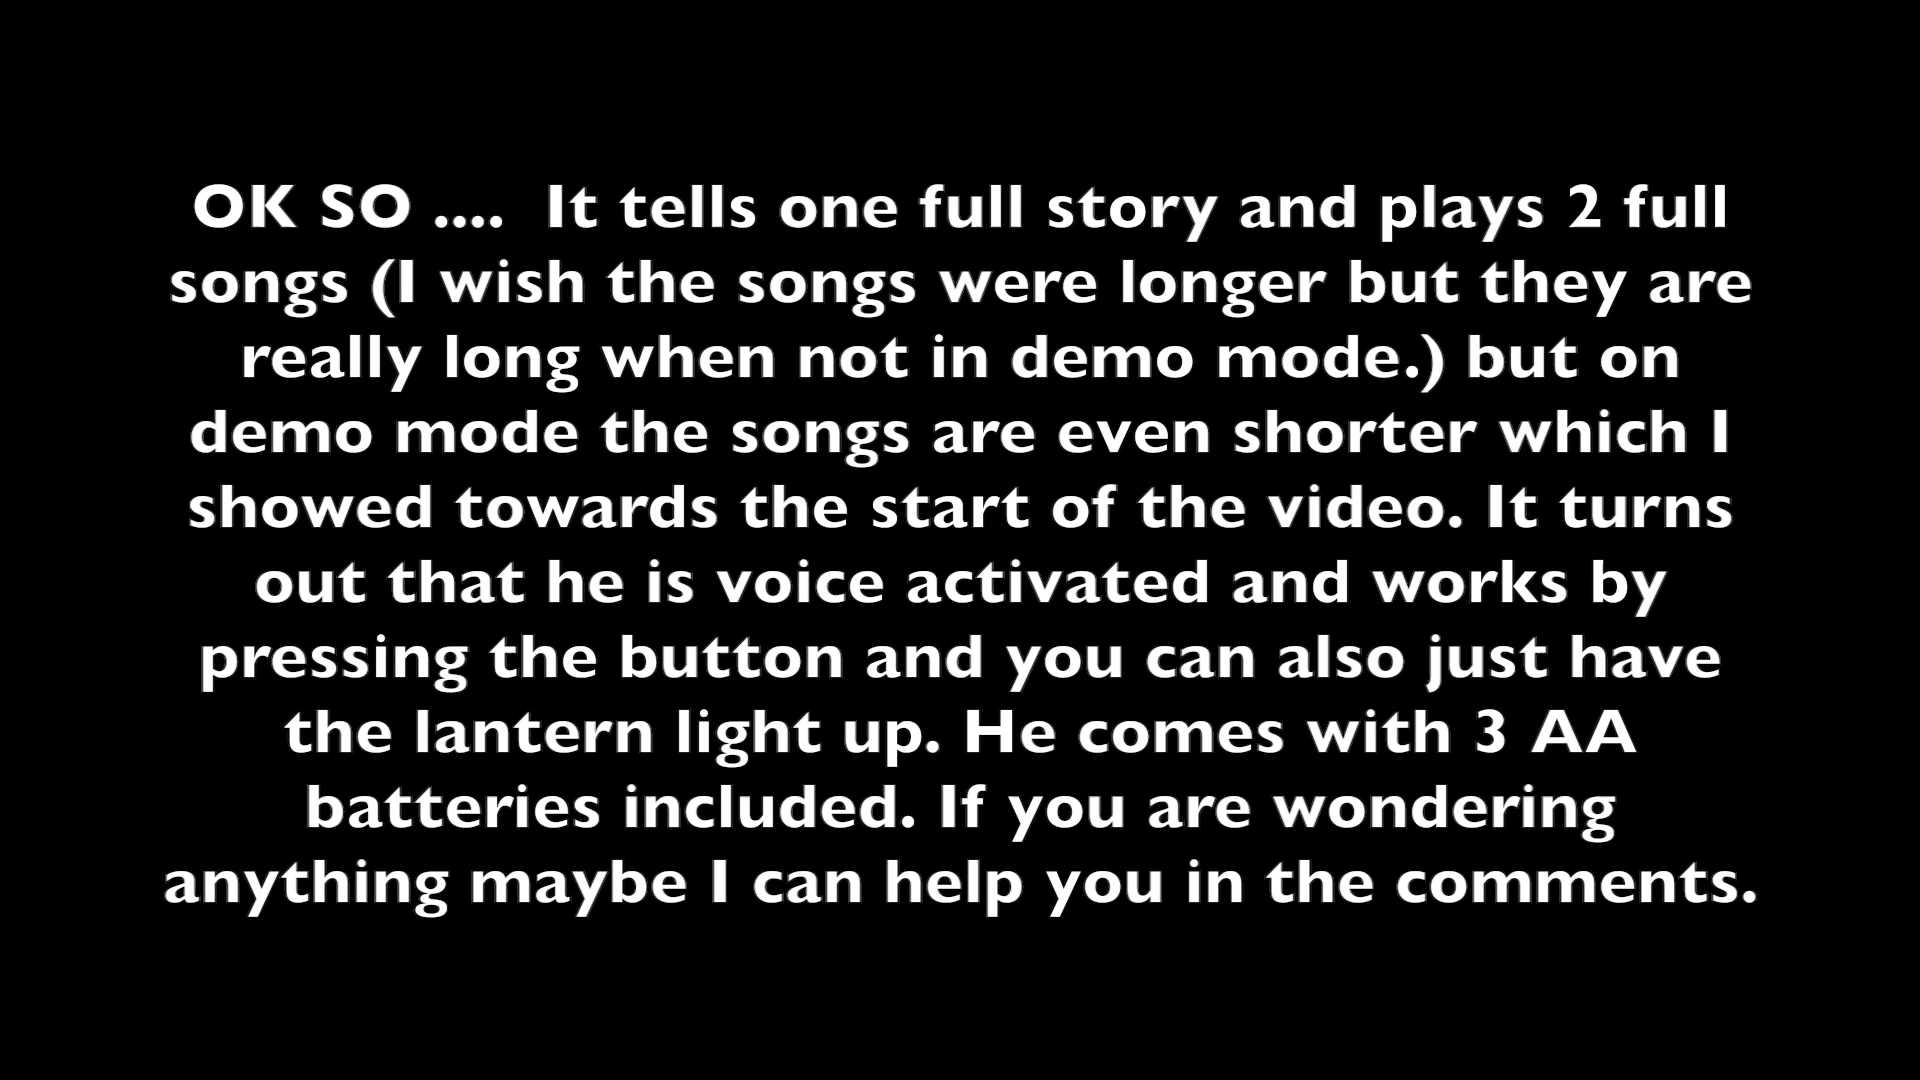 OK SO ....  It tells one full story and plays 2 full
songs (I wish the songs were longer but they are
really long when not in demo mode.) but on
demo mode the songs are even shorter which I
showed towards the start of the video. It turns
out that he is voice activated and works by
pressing the button and you can also just have
the lantern light up. He comes with 3 AA
batteries included. If you are wondering
anything maybe I can help you in the comments.